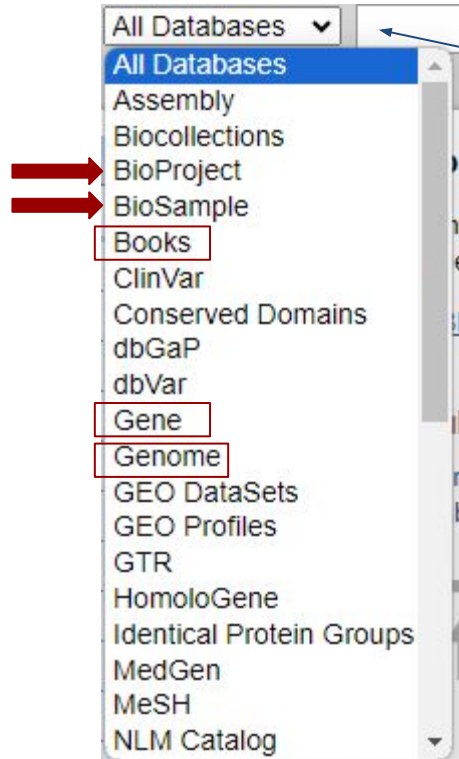 All Databases
All Databases
Assembly
Biocollections
BioProject
BioSample
Books
ClinVar
Conserved Domains
dbGaP
dbVar
Gene
Genome
GEO DataSets
GEO Profiles
GTR
HomoloGene
Identical Protein Groups
MedGen
MeSH
NLM Catalog